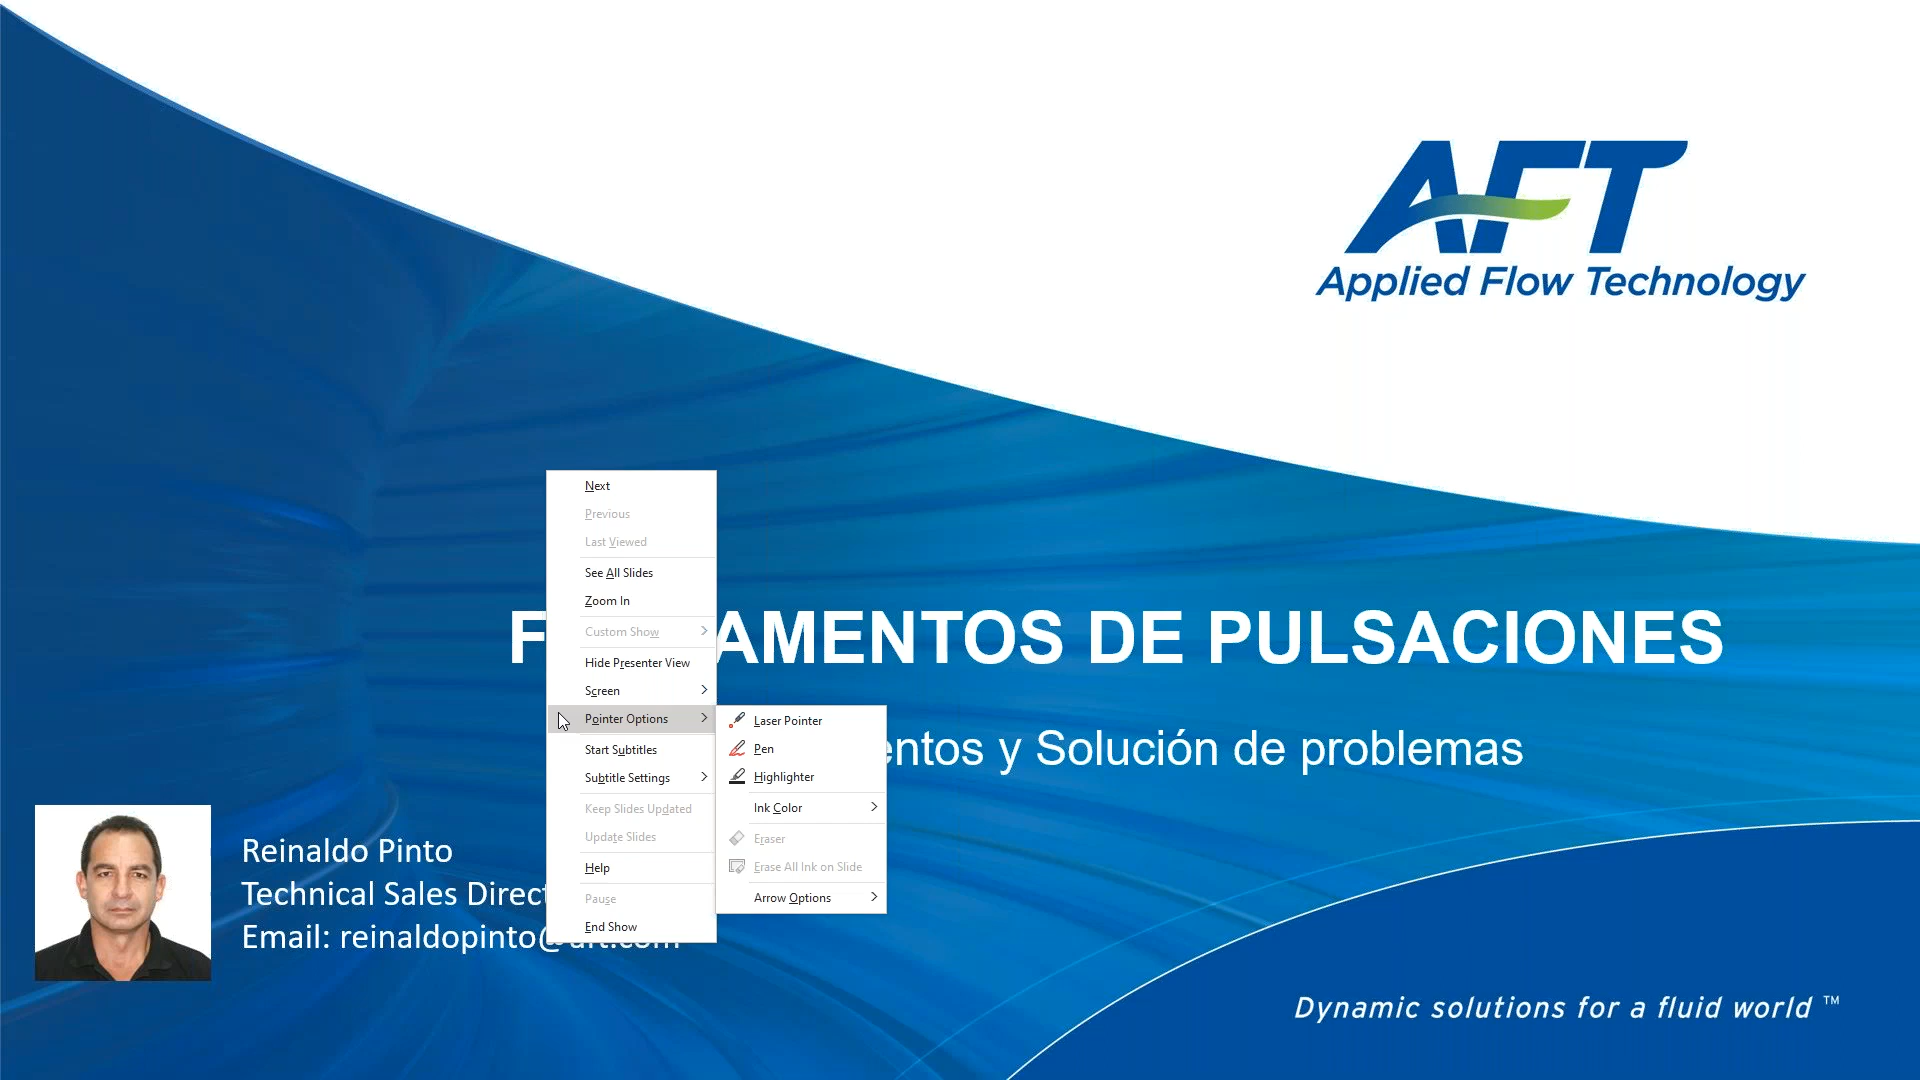 AFT
Applied Flow Technology
Next
Previous
Last Viewed
See All Slides
Zoom In
Custom Show
Hide Presenter View
Screen
Pointer Options
Start Subtitles
Subtitle Settings
Keep Slides Updated
Update Slides
Help
Pause
End Show
Laser Pointer
Pen
Highlighter
Ink Color
Eraser
Erase All Ink on Slide
Arrow Options
DE PULSACIONES
y Solución de problemas
Reinaldo Pinto
Technical Sales
Email: reinaldopinto@aft.com
Dynamic solutions for a fluid world ™